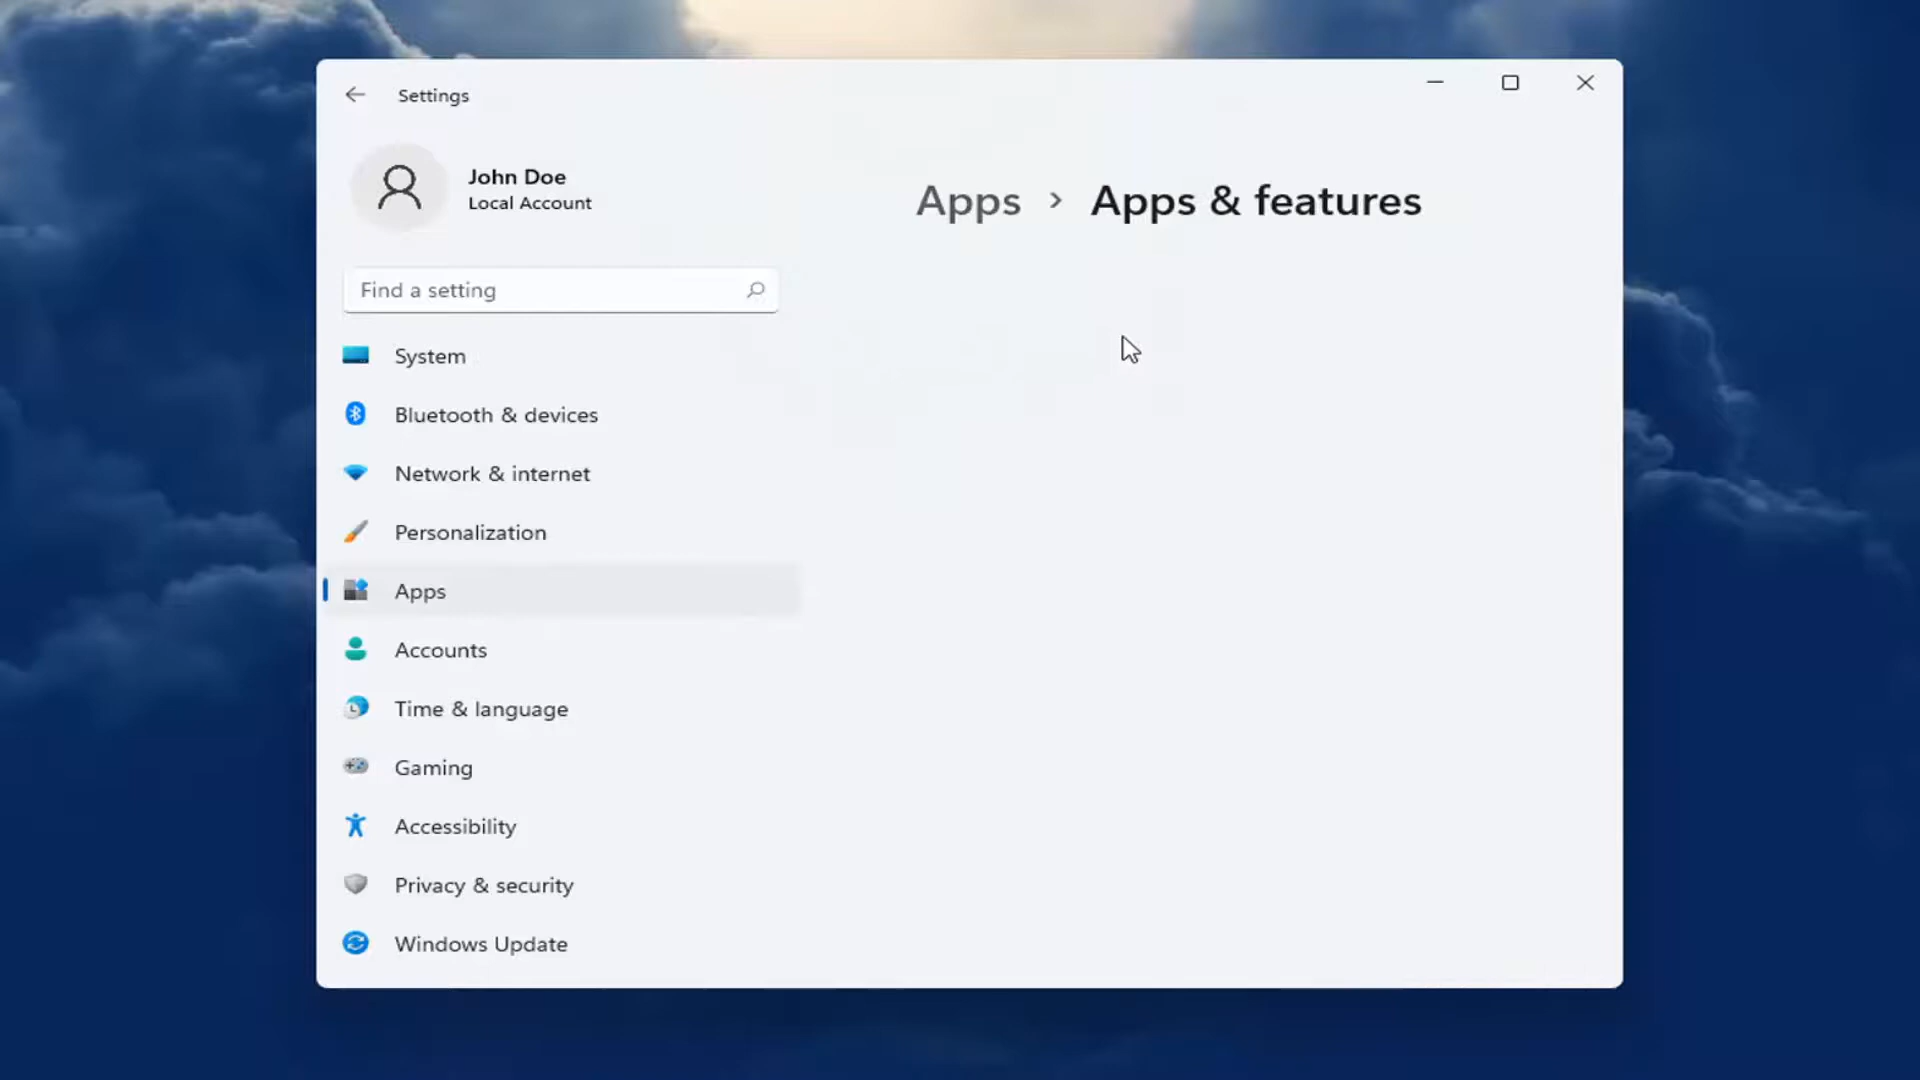 Settings
John Doe
Local Account
Apps > Apps & features
Find a setting
System
Bluetooth & devices
Network & internet
Personalization
Apps
Accounts
Time & language
Gaming
Accessibility
Privacy & security
Windows Update